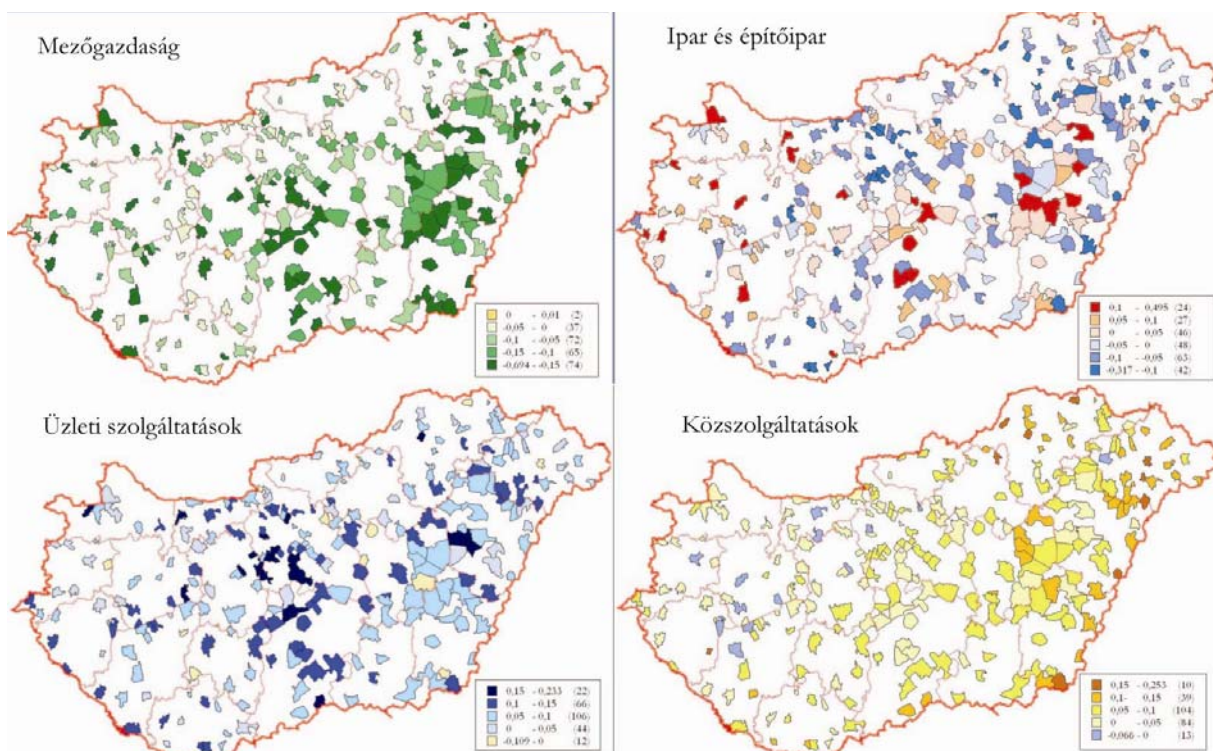 Mezőgazdaság
0 - 0,01 (2)
-0,05 - 0 (37)
-0,1 - -0,05 (72)
-0,15 - -0,1 (65)
-0,694 - -0,15 (74)
Ipar és építőipar
0,1 - 0,495 (24)
0,05 - 0,1 (27)
0 - 0,05 (46)
-0,05 - 0 (48)
-0,1 - -0,05 (63)
-0,317 - -0,1 (42)
Üzleti szolgáltatások
0,15 - 0,233 (22)
0,1 - 0,15 (66)
0,05 - 0,1 (106)
0 - 0,05 (44)
-0,109 - 0 (12)
Közszolgáltatások
0,15 - 0,253 (10)
0,1- 0,15 (39)
0,05 - 0,1 (104)
0 - 0,05 (84)
-0,066 - 0 (13)